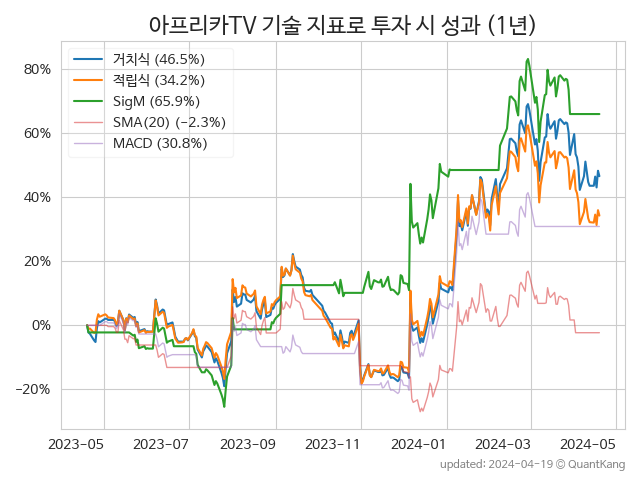 아프리카TV 기술 지표로 투자 시 성과 (1년)
거치식 (46.5%)
적립식 (34.2%)
SigM (65.9%)
SMA(20) (−2.3%)
MACD (30.8%)
80%
60%
40%
20%
0%
−20%
2023-05 2023-07 2023-09 2023-11 2024-01 2024-03 2024-05
updated: 2024-04-19 © QuantKang